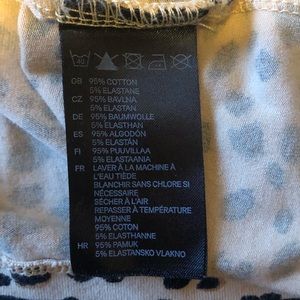 40
GB 95% COTTON
5% ELASTANE
CZ 95% BAVLNA
5% ELASTAN
DE 95% BAUMWOLLE
5% ELASTHAN
ES 95% ALGODÓN
5% ELASTÁN
FI 95% PUUVILLAA
5% ELASTAANIA
FR LAVER À LA MACHINE À
L'EAU TIÈDE
BLANCHIR SANS CHLORE SI
NÉCESSAIRE
SÉCHER À L'AIR
REPASSER À TEMPÉRATURE
MOYENNE
95% COTON
5% ELASTHANNE
HR 95% PAMUK
5% ELASTANSKO VLAKNO